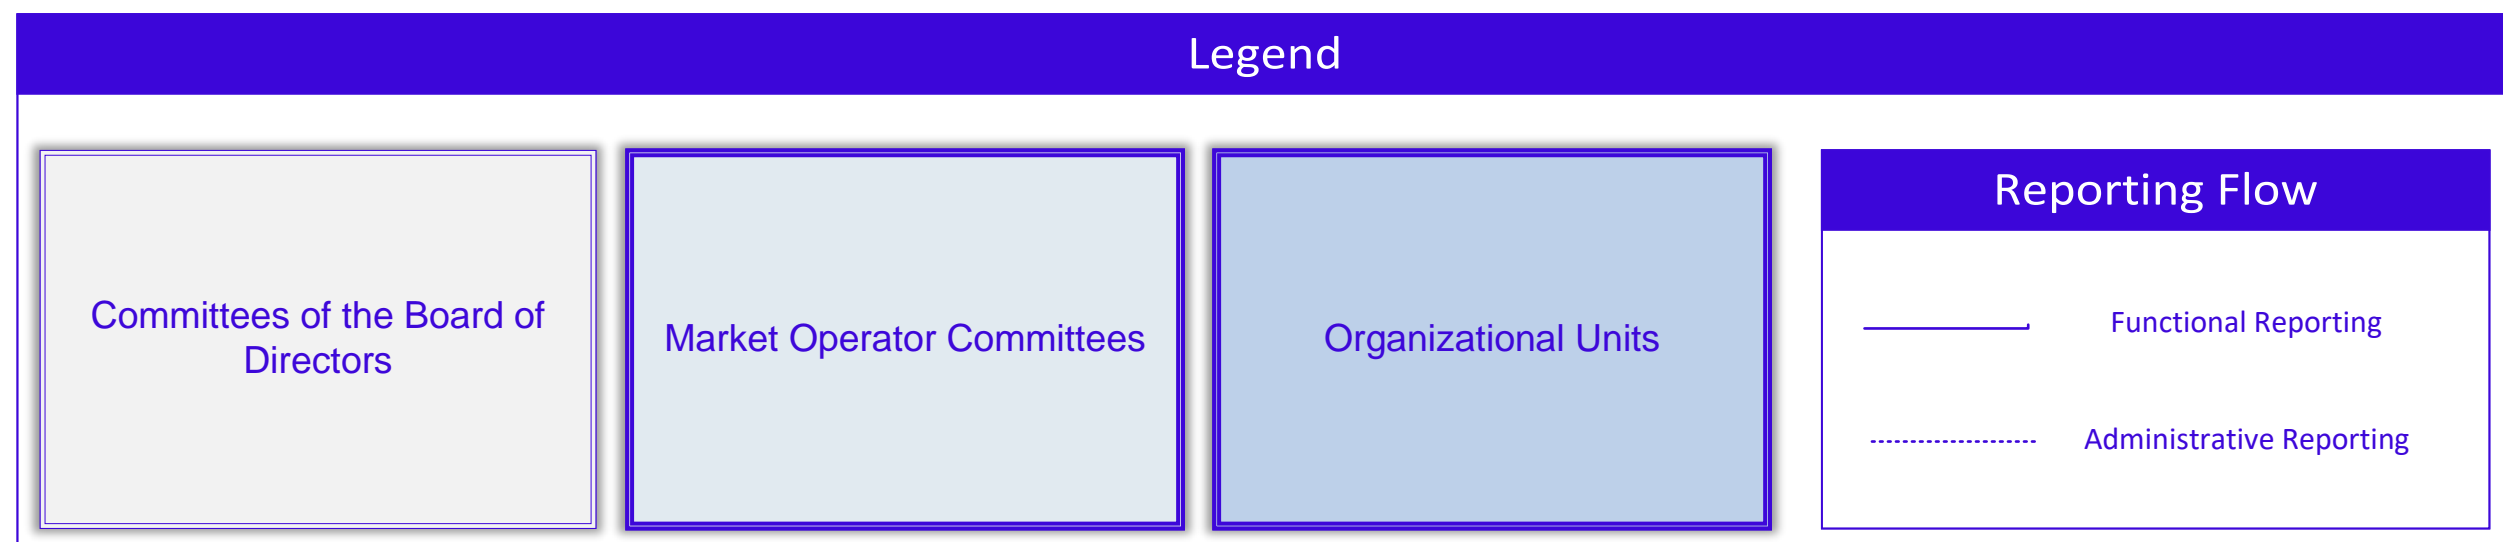 Legend
Committees of the Board of
Directors
Market Operator Committees
Organizational Units
Reporting Flow
Functional Reporting
Administrative Reporting